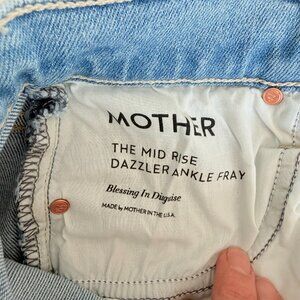 MOTHER
THE MID RISE
DAZZLER ANKLE FRAY
Blessing In Disguise
MADE by MOTHER IN THE U.S.A.